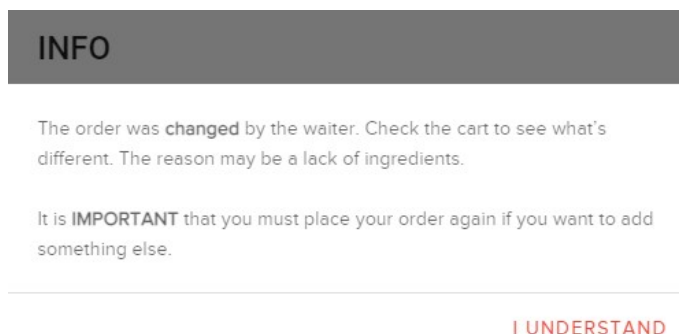 INFO
The order was changed by the waiter. Check the cart to see what's
different. The reason may be a lack of ingredients.
It is IMPORTANT that you must place your order again if you want to add
something else.
I UNDERSTAND